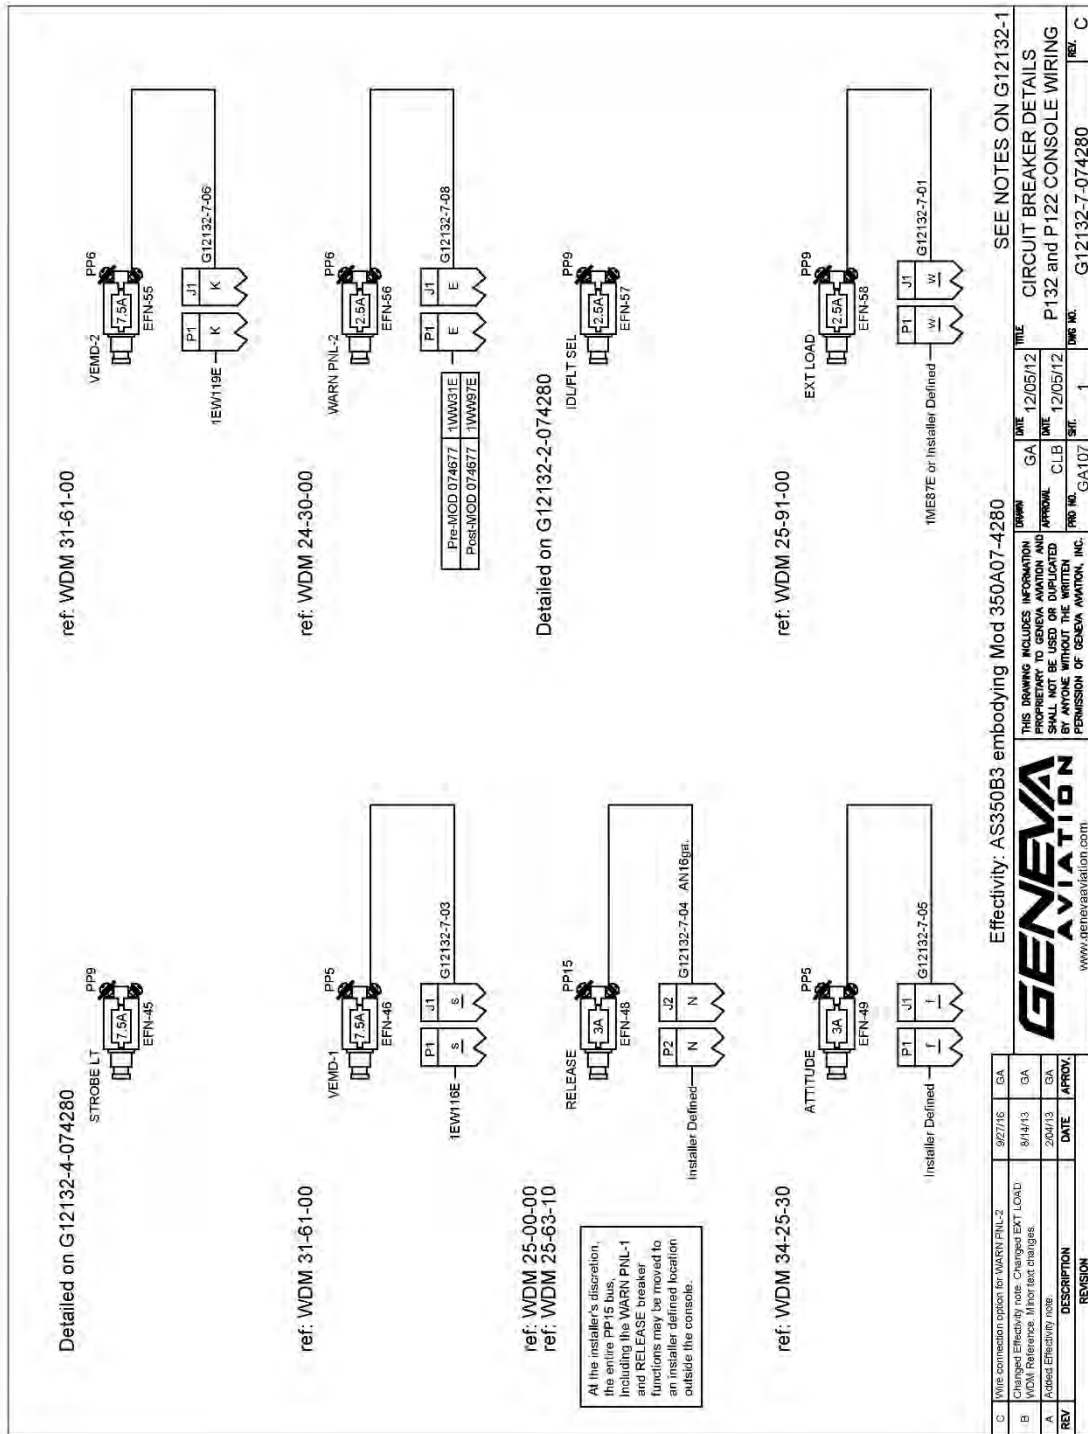 Detailed on G12132-4-074280
STROBE LT
PP9
7.5A
EFN-45
ref: WDM 31-61-00
VEMD-1
PP5
7.5A
EFN-46
P1
J1
s
s
1EW116E
G12132-7-03
ref: WDM 25-00-00
ref: WDM 25-63-10
At the installer's discretion,
the entire PP15 bus,
including the WARN PNL-1
and RELEASE breaker
functions may be moved to
an installer defined location
outside the console.
RELEASE
PP15
3A
EFN-48
P2
J2
N
N
Installer Defined
G12132-7-04 AN16ga.
ref: WDM 34-25-30
ATTITUDE
PP5
3A
EFN-49
P1
J1
f
f
Installer Defined
G12132-7-05
ref: WDM 31-61-00
VEMD-2
PP6
7.5A
EFN-55
P1
J1
K
K
1EW119E
G12132-7-06
ref: WDM 24-30-00
WARN PNL-2
PP6
2.5A
EFN-56
P1
J1
E
E
G12132-7-08
Pre-MOD 074677 1WW31E
Post-MOD 074677 1WW97E
Detailed on G12132-2-074280
IDL/FLT SEL
PP9
2.5A
EFN-57
ref: WDM 25-91-00
EXT LOAD
PP9
2.5A
EFN-58
P1
J1
w
w
1ME87E or Installer Defined
G12132-7-01
Effectivity: AS350B3 embodying Mod 350A07-4280
SEE NOTES ON G12132-1
C Wire connection option for WARN PNL-2 9/27/16 GA
B Changed Effectivity note. Changed EXT LOAD
WDM Reference. Minor text changes. 8/14/13 GA
A Added Effectivity note. 2/04/13 GA
REV DESCRIPTION DATE APROV.
REVISION
GENEVA
AVIATION
www.genevaaviation.com
THIS DRAWING INCLUDES INFORMATION
PROPRIETARY TO GENEVA AVIATION AND
SHALL NOT BE USED OR DUPLICATED
BY ANYONE WITHOUT THE WRITTEN
PERMISSION OF GENEVA AVIATION, INC.
DRAWN GA
DATE 12/05/12
APPROVAL CLB
DATE 12/05/12
PRO NO. GA107
SHT. 1
TITLE
CIRCUIT BREAKER DETAILS
P132 and P122 CONSOLE WIRING
DWG NO. G12132-7-074280
REV. C